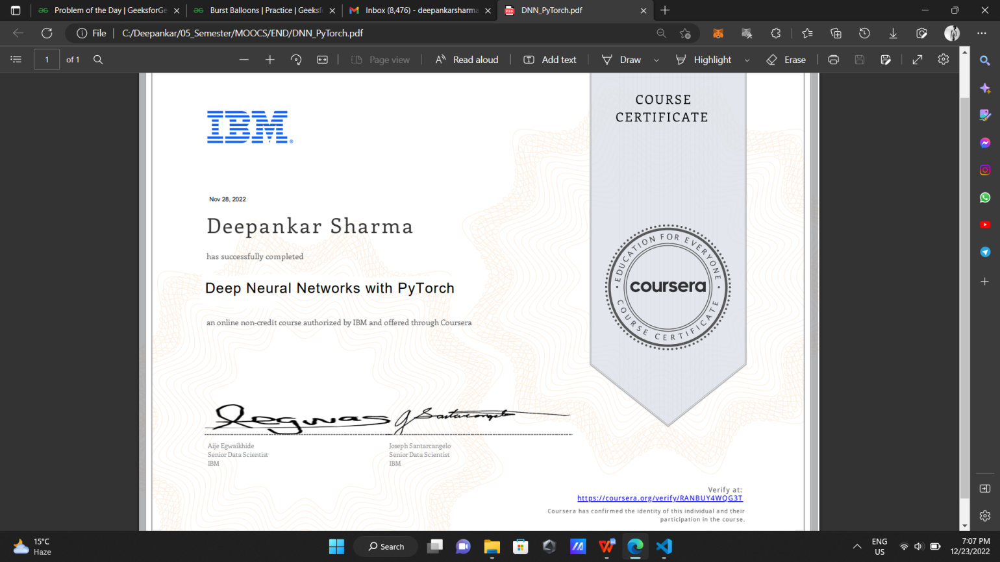 Problem of the Day | GeeksforGe
Burst Balloons | Practice | Geeksf
Inbox (8,476) - deepankarsharma
DNN_PyTorch.pdf
File
C:/Deepankar/05_Semester/MOOCS/END/DNN_PyTorch.pdf
1 of 1
Page view
Read aloud
Add text
Draw
Highlight
Erase
COURSE
CERTIFICATE
IBM®
Nov 28, 2022
Deepankar Sharma
has successfully completed
Deep Neural Networks with PyTorch
an online non-credit course authorized by IBM and offered through Coursera
EDUCATION FOR EVERYONE
coursera
COURSE CERTIFICATE
Aije Egwaikhide
Senior Data Scientist
IBM
Joseph Santarcangelo
Senior Data Scientist
IBM
Verify at:
https://coursera.org/verify/RANBUY4WQG3T
Coursera has confirmed the identity of this individual and their
participation in the course.
15°C
Haze
Search
ENG
US
7:07 PM
12/23/2022